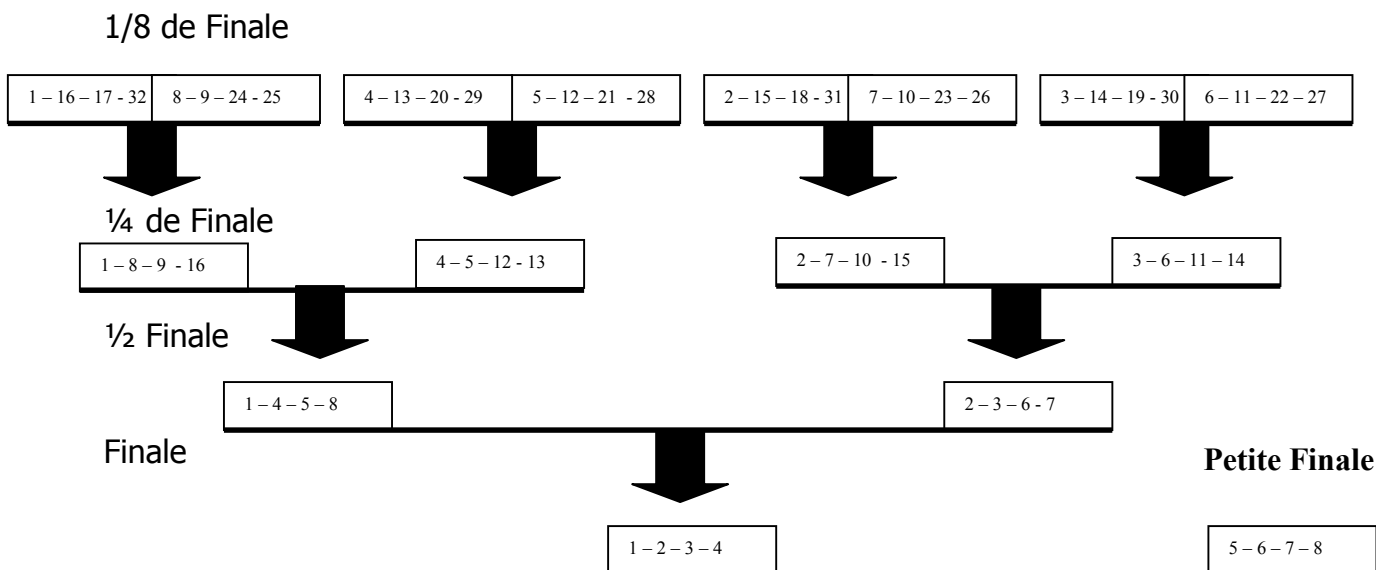 1/8 de Finale
1 – 16 – 17 - 32 8 – 9 – 24 - 25 4 – 13 – 20 - 29 5 – 12 – 21 - 28 2 – 15 – 18 - 31 7 – 10 – 23 – 26 3 – 14 – 19 - 30 6 – 11 – 22 – 27
¼ de Finale
1 – 8 – 9 - 16 4 – 5 – 12 - 13 2 – 7 – 10 - 15 3 – 6 – 11 – 14
½ Finale
1 – 4 – 5 – 8 2 – 3 – 6 - 7
Finale Petite Finale
1 – 2 – 3 – 4 5 – 6 – 7 – 8